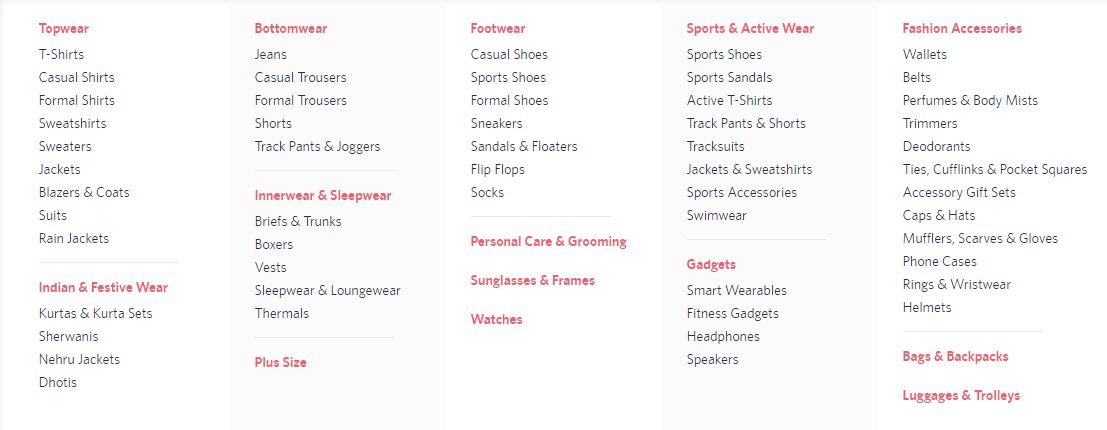 Topwear
T-Shirts
Casual Shirts
Formal Shirts
Sweatshirts
Sweaters
Jackets
Blazers & Coats
Suits
Rain Jackets
Indian & Festive Wear
Kurtas & Kurta Sets
Sherwanis
Nehru Jackets
Dhotis
Bottomwear
Jeans
Casual Trousers
Formal Trousers
Shorts
Track Pants & Joggers
Innerwear & Sleepwear
Briefs & Trunks
Boxers
Vests
Sleepwear & Loungewear
Thermals
Plus Size
Footwear
Casual Shoes
Sports Shoes
Formal Shoes
Sneakers
Sandals & Floaters
Flip Flops
Socks
Personal Care & Grooming
Sunglasses & Frames
Watches
Sports & Active Wear
Sports Shoes
Sports Sandals
Active T-Shirts
Track Pants & Shorts
Tracksuits
Jackets & Sweatshirts
Sports Accessories
Swimwear
Gadgets
Smart Wearables
Fitness Gadgets
Headphones
Speakers
Fashion Accessories
Wallets
Belts
Perfumes & Body Mists
Trimmers
Deodorants
Ties, Cufflinks & Pocket Squares
Accessory Gift Sets
Caps & Hats
Mufflers, Scarves & Gloves
Phone Cases
Rings & Wristwear
Helmets
Bags & Backpacks
Luggages & Trolleys